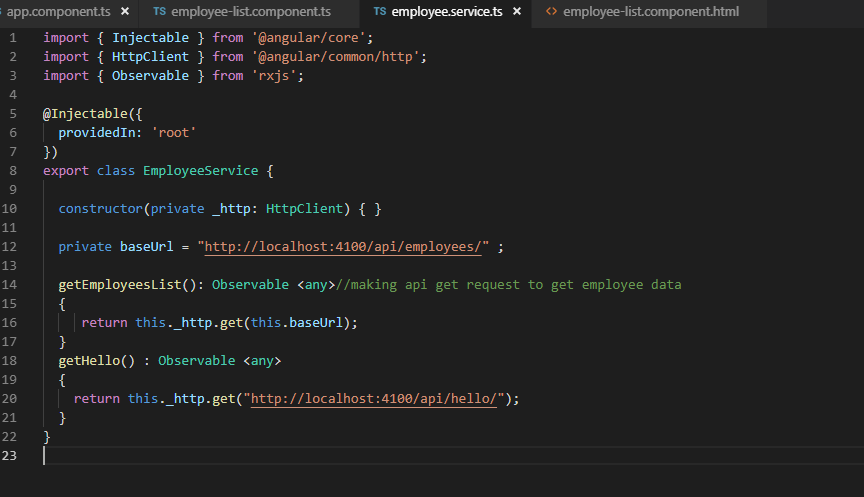 app.component.ts × TS employee-list.component.ts TS employee.service.ts × <> employee-list.component.html
1 import { Injectable } from '@angular/core';
2 import { HttpClient } from '@angular/common/http';
3 import { Observable } from 'rxjs';
4
5 @Injectable({
6 providedIn: 'root'
7 })
8 export class EmployeeService {
9
10 constructor(private _http: HttpClient) { }
11
12 private baseUrl = "http://localhost:4100/api/employees/" ;
13
14 getEmployeesList(): Observable <any>//making api get request to get employee data
15 {
16 return this._http.get(this.baseUrl);
17 }
18 getHello() : Observable <any>
19 {
20 return this._http.get("http://localhost:4100/api/hello/");
21 }
22 }
23